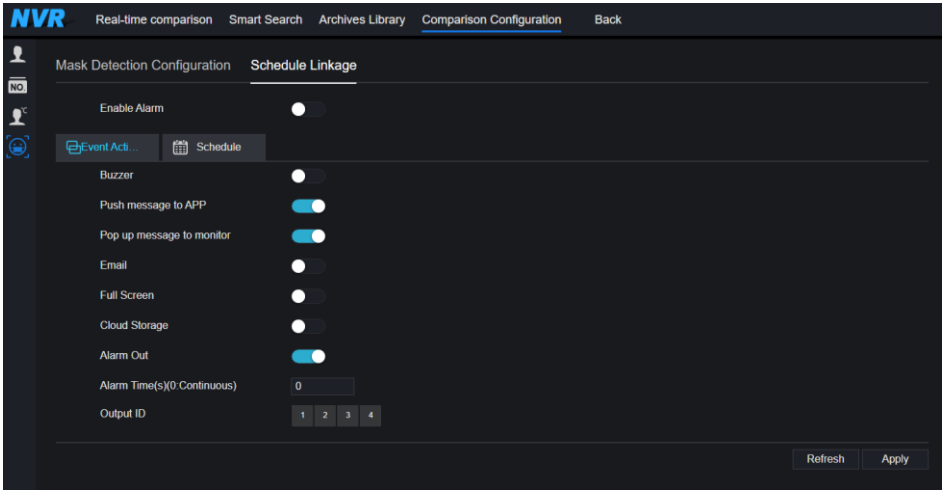 NVR Real-time comparison Smart Search Archives Library Comparison Configuration Back
NO.
°C
Mask Detection Configuration Schedule Linkage
Enable Alarm
Event Acti... Schedule
Buzzer
Push message to APP
Pop up message to monitor
Email
Full Screen
Cloud Storage
Alarm Out
Alarm Time(s)(0:Continuous) 0
Output ID 1 2 3 4
Refresh Apply